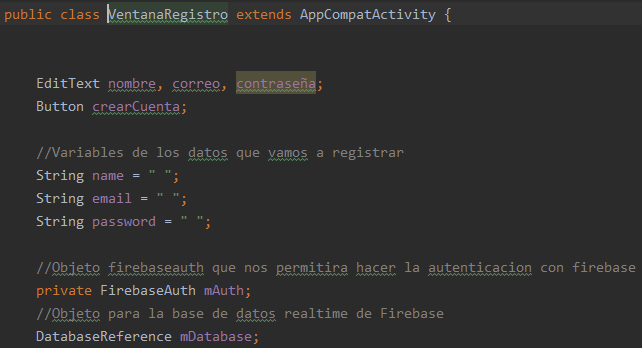 public class VentanaRegistro extends AppCompatActivity {
EditText nombre, correo, contraseña;
Button crearCuenta;
//Variables de los datos que vamos a registrar
String name = " ";
String email = " ";
String password = " ";
//Objeto firebaseauth que nos permitira hacer la autenticacion con firebase
private FirebaseAuth mAuth;
//Objeto para la base de datos realtime de Firebase
DatabaseReference mDatabase;